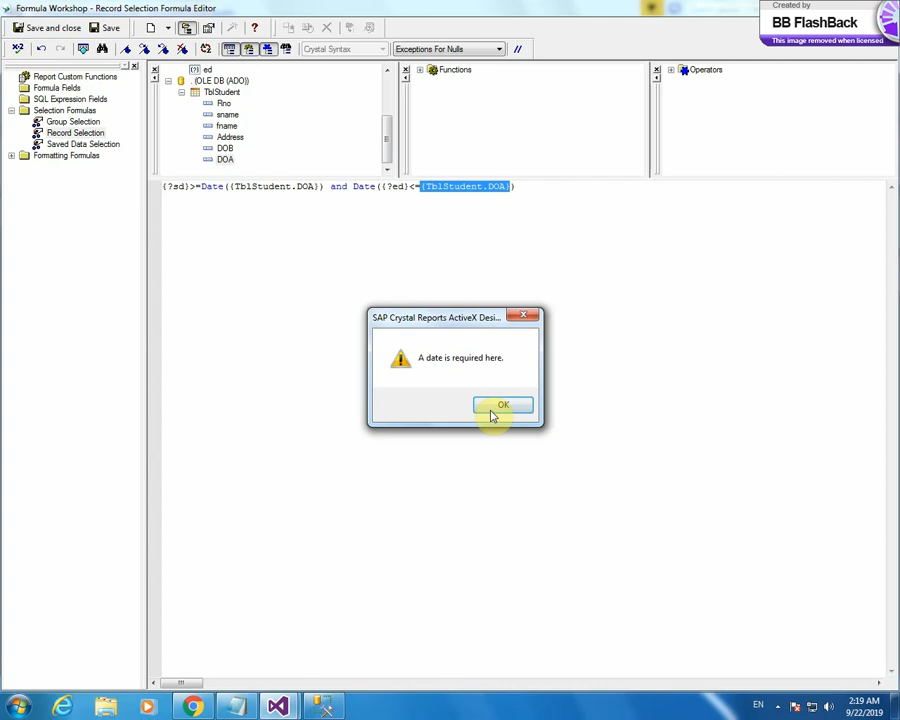 Formula Workshop - Record Selection Formula Editor
Created by
BB FlashBack
This image removed when licensed
Save and close
Save
Crystal Syntax
Exceptions For Nulls
Report Custom Functions
Formula Fields
SQL Expression Fields
Selection Formulas
Group Selection
Record Selection
Saved Data Selection
Formatting Formulas
ed
. (OLE DB (ADO))
TblStudent
Rno
sname
fname
Address
DOB
DOA
Functions
Operators
{?sd}>=Date({TblStudent.DOA}) and Date({?ed}<={TblStudent.DOA})
SAP Crystal Reports ActiveX Desi...
A date is required here.
OK
EN
2:19 AM
9/22/2019